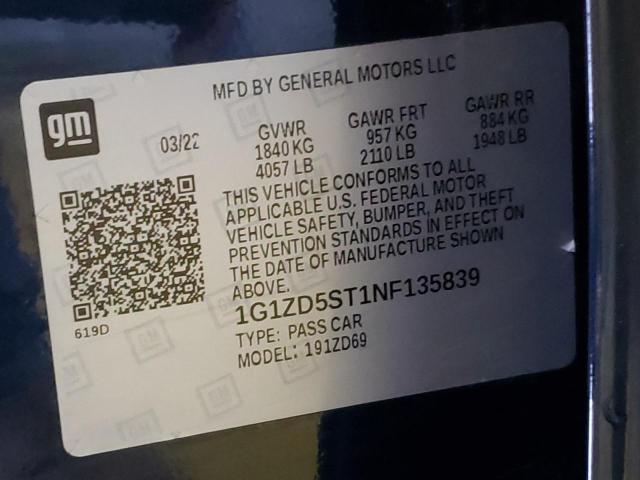 MFD BY GENERAL MOTORS LLC
gm
03/22
GVWR
1840 KG
4057 LB
GAWR FRT
957 KG
2110 LB
GAWR RR
884 KG
1948 LB
THIS VEHICLE CONFORMS TO ALL
APPLICABLE U.S. FEDERAL MOTOR
VEHICLE SAFETY, BUMPER, AND THEFT
PREVENTION STANDARDS IN EFFECT ON
THE DATE OF MANUFACTURE SHOWN
ABOVE.
619D
1G1ZD5ST1NF135839
TYPE: PASS CAR
MODEL: 191ZD69